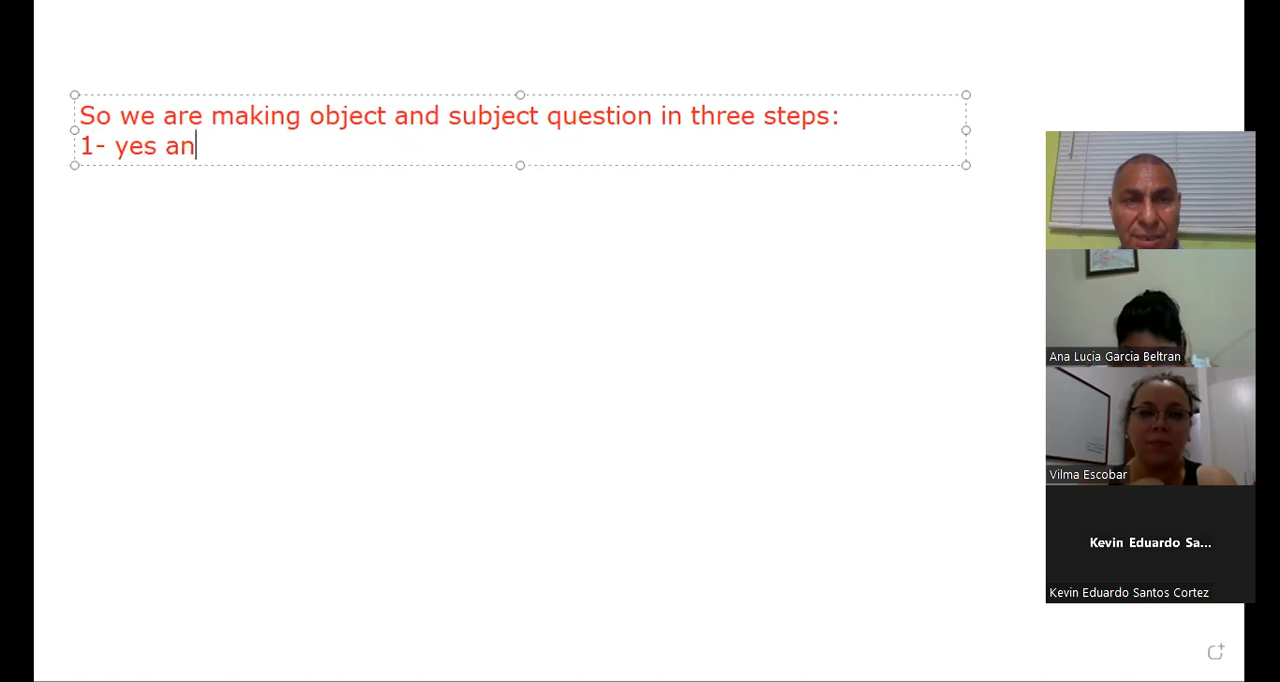 So we are making object and subject question in three steps:
1- yes an
Ana Lucia Garcia Beltran
Vilma Escobar
Kevin Eduardo Sa...
Kevin Eduardo Santos Cortez